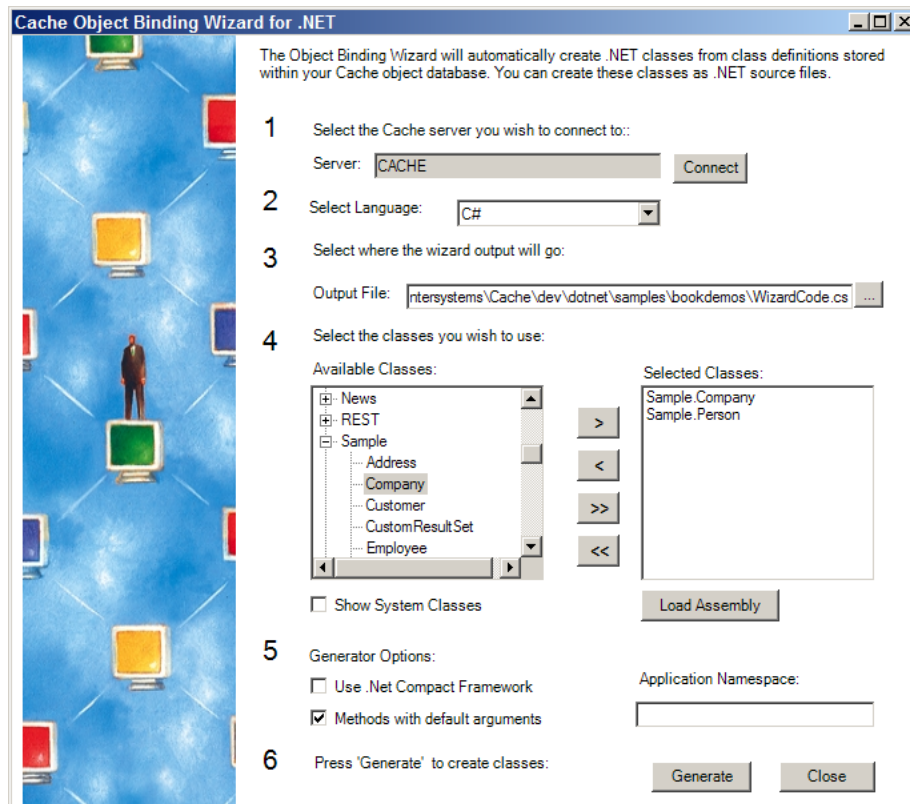 Cache Object Binding Wizard for .NET
The Object Binding Wizard will automatically create .NET classes from class definitions stored
within your Cache object database. You can create these classes as .NET source files.
1 Select the Cache server you wish to connect to::
Server: CACHE Connect
2 Select Language: C#
3 Select where the wizard output will go:
Output File: ntersystems\Cache\dev\dotnet\samples\bookdemos\WizardCode.cs ...
4 Select the classes you wish to use:
Available Classes:
News
REST
Sample
Address
Company
Customer
CustomResultSet
Employee
>
<
>>
<<
Selected Classes:
Sample.Company
Sample.Person
Show System Classes
Load Assembly
5 Generator Options:
Use .Net Compact Framework
Methods with default arguments
Application Namespace:
6 Press 'Generate' to create classes:
Generate
Close